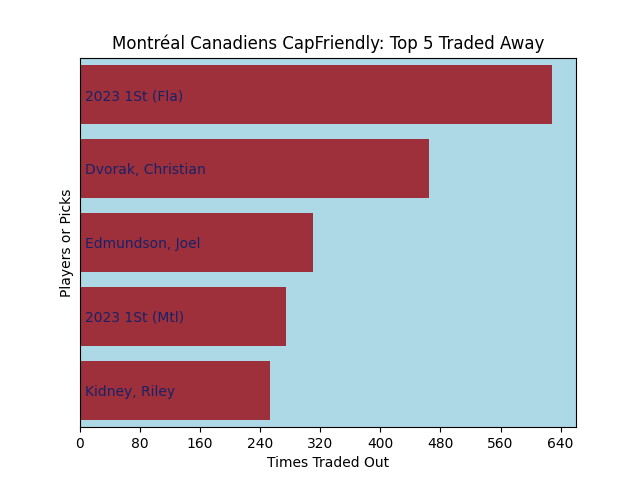 Montréal Canadiens CapFriendly: Top 5 Traded Away
Players or Picks
2023 1St (Fla)
Dvorak, Christian
Edmundson, Joel
2023 1St (Mtl)
Kidney, Riley
0 80 160 240 320 400 480 560 640
Times Traded Out